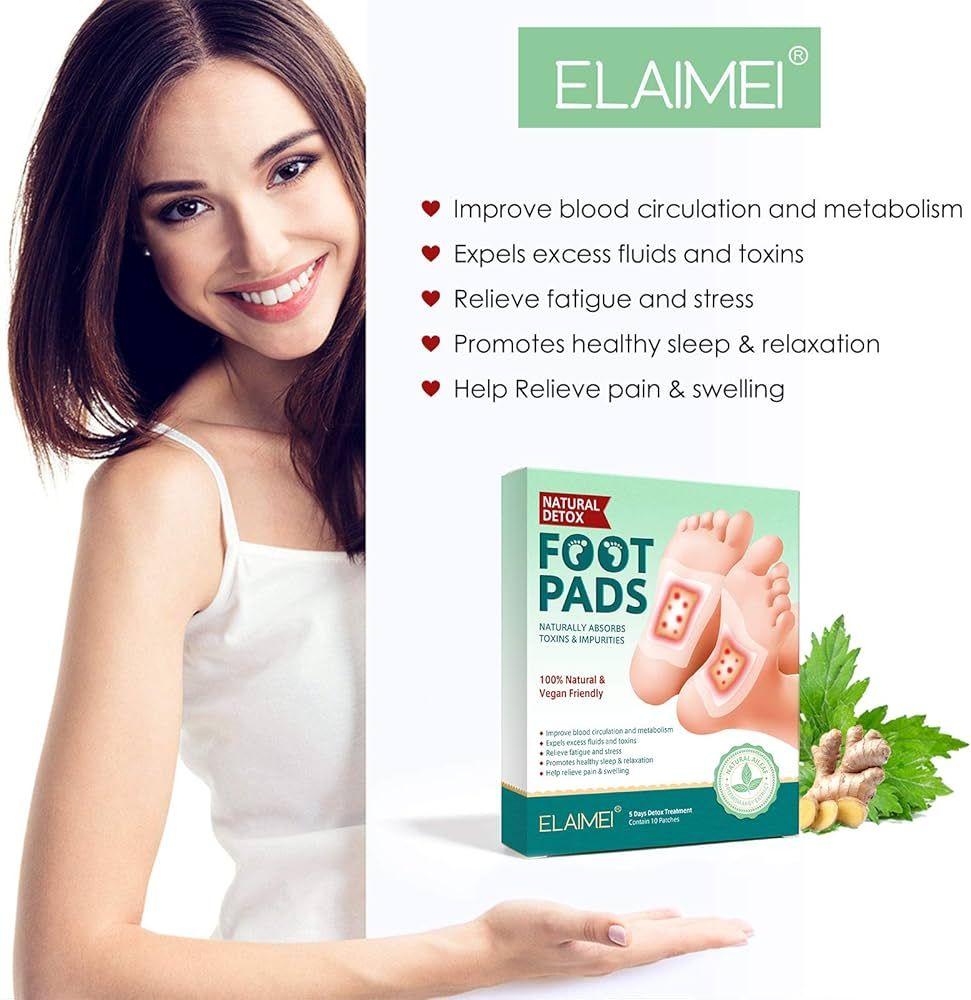 ELAIMEI®
Improve blood circulation and metabolism
Expels excess fluids and toxins
Relieve fatigue and stress
Promotes healthy sleep & relaxation
Help Relieve pain & swelling
NATURAL
DETOX
FOOT
PADS
NATURALLY ABSORBS
TOXINS & IMPURITIES
100% Natural &
Vegan Friendly
Improve blood circulation and metabolism
Expels excess fluids and toxins
Relieve fatigue and stress
Promotes healthy sleep & relaxation
Help relieve pain & swelling
ELAIMEI®
5 Days Detox Treatment
Contain 10 Patches